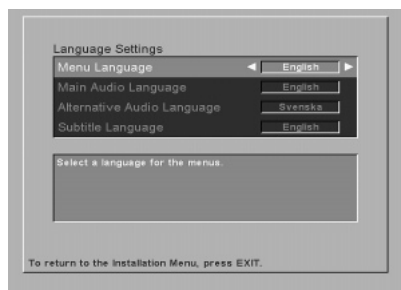 Language Settings
Menu Language English
Main Audio Language English
Alternative Audio Language Svenska
Subtitle Language English
Select a language for the menus.
To return to the Installation Menu, press EXIT.